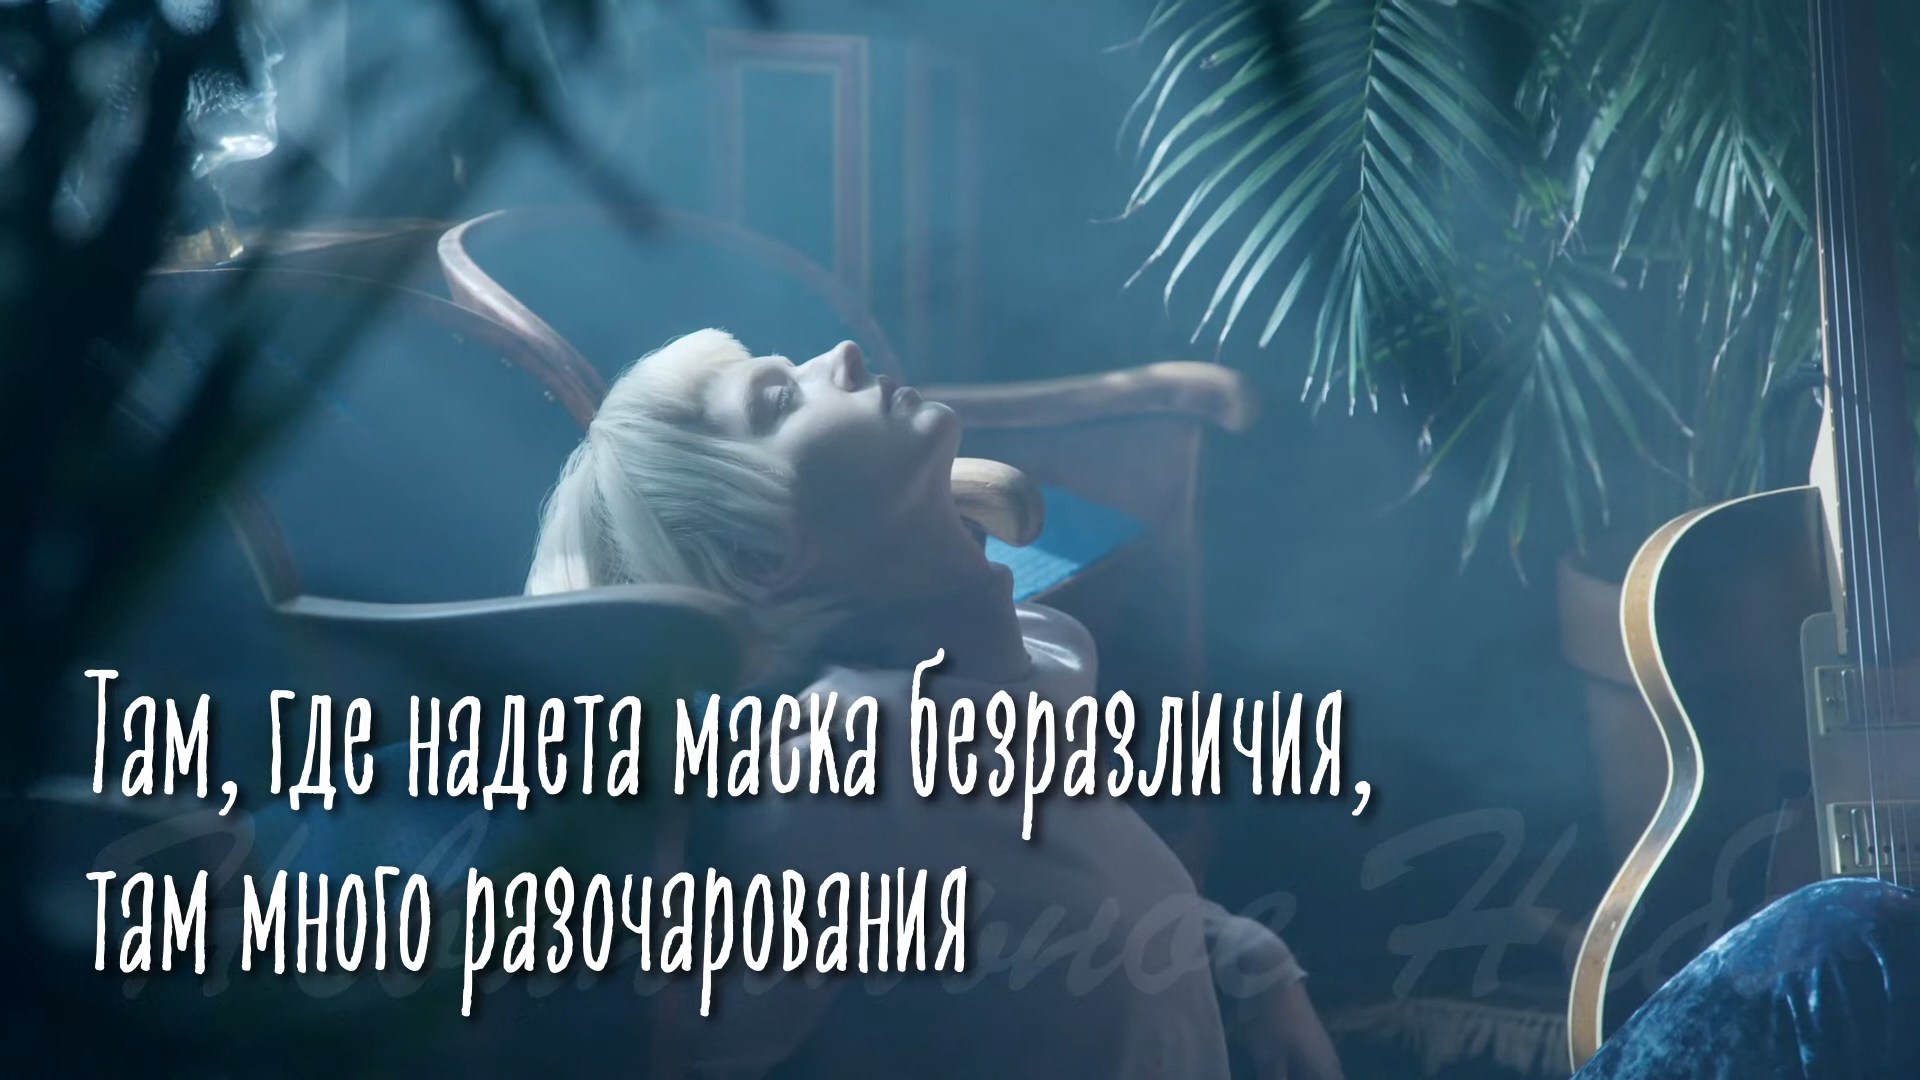 Там, где надета маска безразличия,
там много разочарования